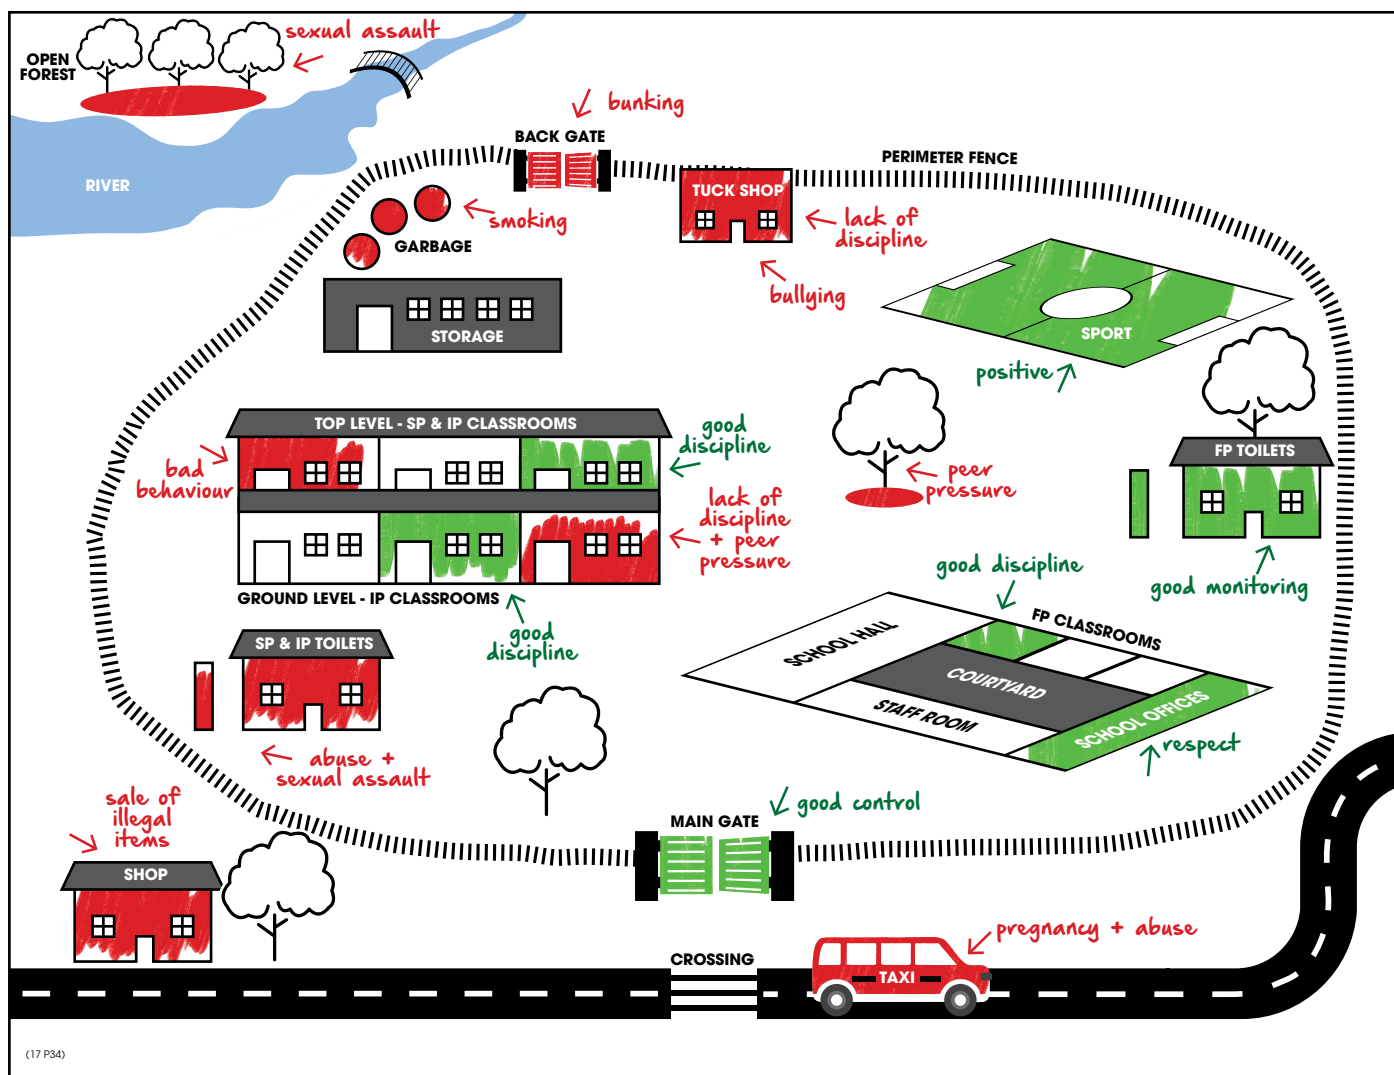 sexual assault
OPEN
FOREST
bunking
BACK GATE
PERIMETER FENCE
RIVER
TUCK SHOP
smoking
lack of
discipline
GARBAGE
bullying
STORAGE
SPORT
positive
TOP LEVEL - SP & IP CLASSROOMS
good
discipline
bad
behaviour
FP TOILETS
peer
pressure
lack of
discipline
+ peer
pressure
good discipline
good monitoring
GROUND LEVEL - IP CLASSROOMS
good
discipline
SP & IP TOILETS
SCHOOL HALL
FP CLASSROOMS
COURTYARD
STAFF ROOM
SCHOOL OFFICES
respect
abuse +
sexual assault
sale of
illegal
items
good control
MAIN GATE
SHOP
pregnancy + abuse
CROSSING
TAXI
(17 P34)